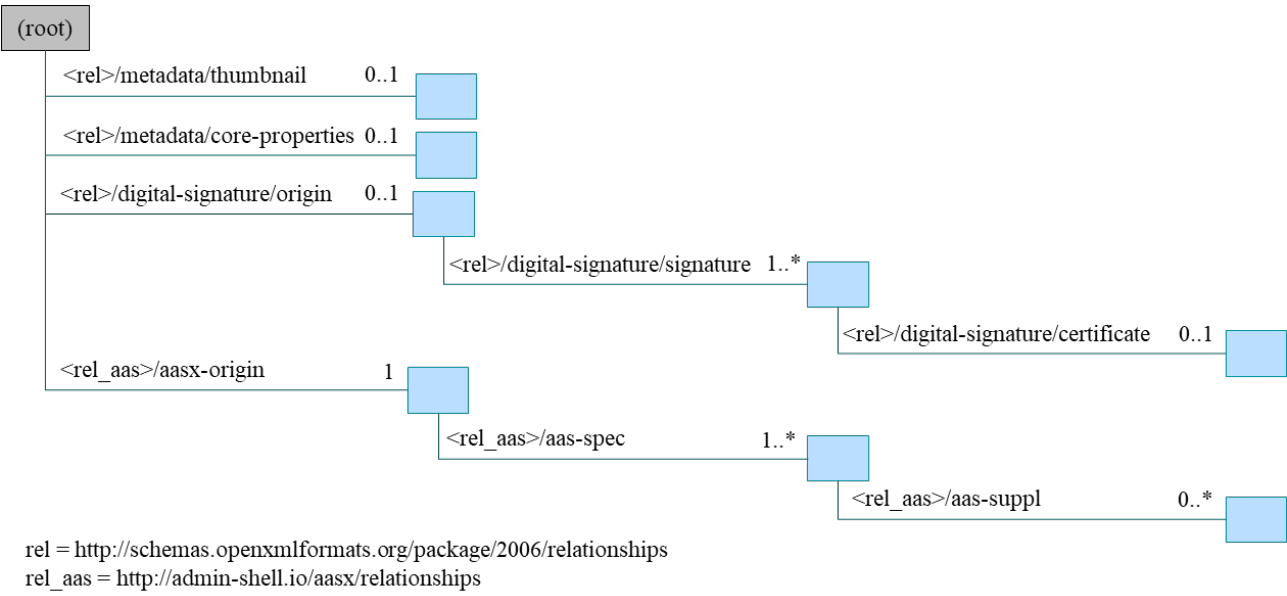 (root)
<rel>/metadata/thumbnail 0..1
<rel>/metadata/core-properties 0..1
<rel>/digital-signature/origin 0..1
<rel>/digital-signature/signature 1..*
<rel>/digital-signature/certificate 0..1
<rel_aas>/aasx-origin 1
<rel_aas>/aas-spec 1..*
<rel_aas>/aas-suppl 0..*
rel = http://schemas.openxmlformats.org/package/2006/relationships
rel_aas = http://admin-shell.io/aasx/relationships